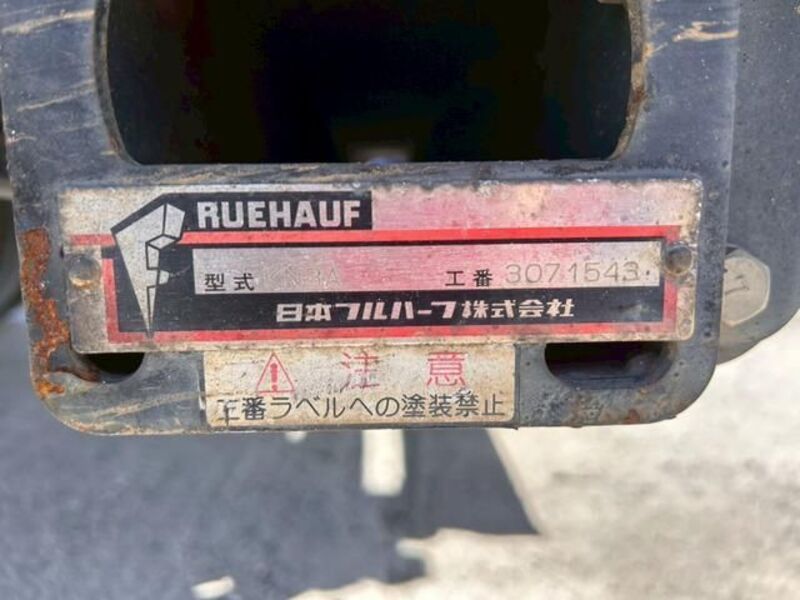 FRUEHAUF
型式 工番 3071543
日本フルハーフ株式会社
注意
工番ラベルへの塗装禁止